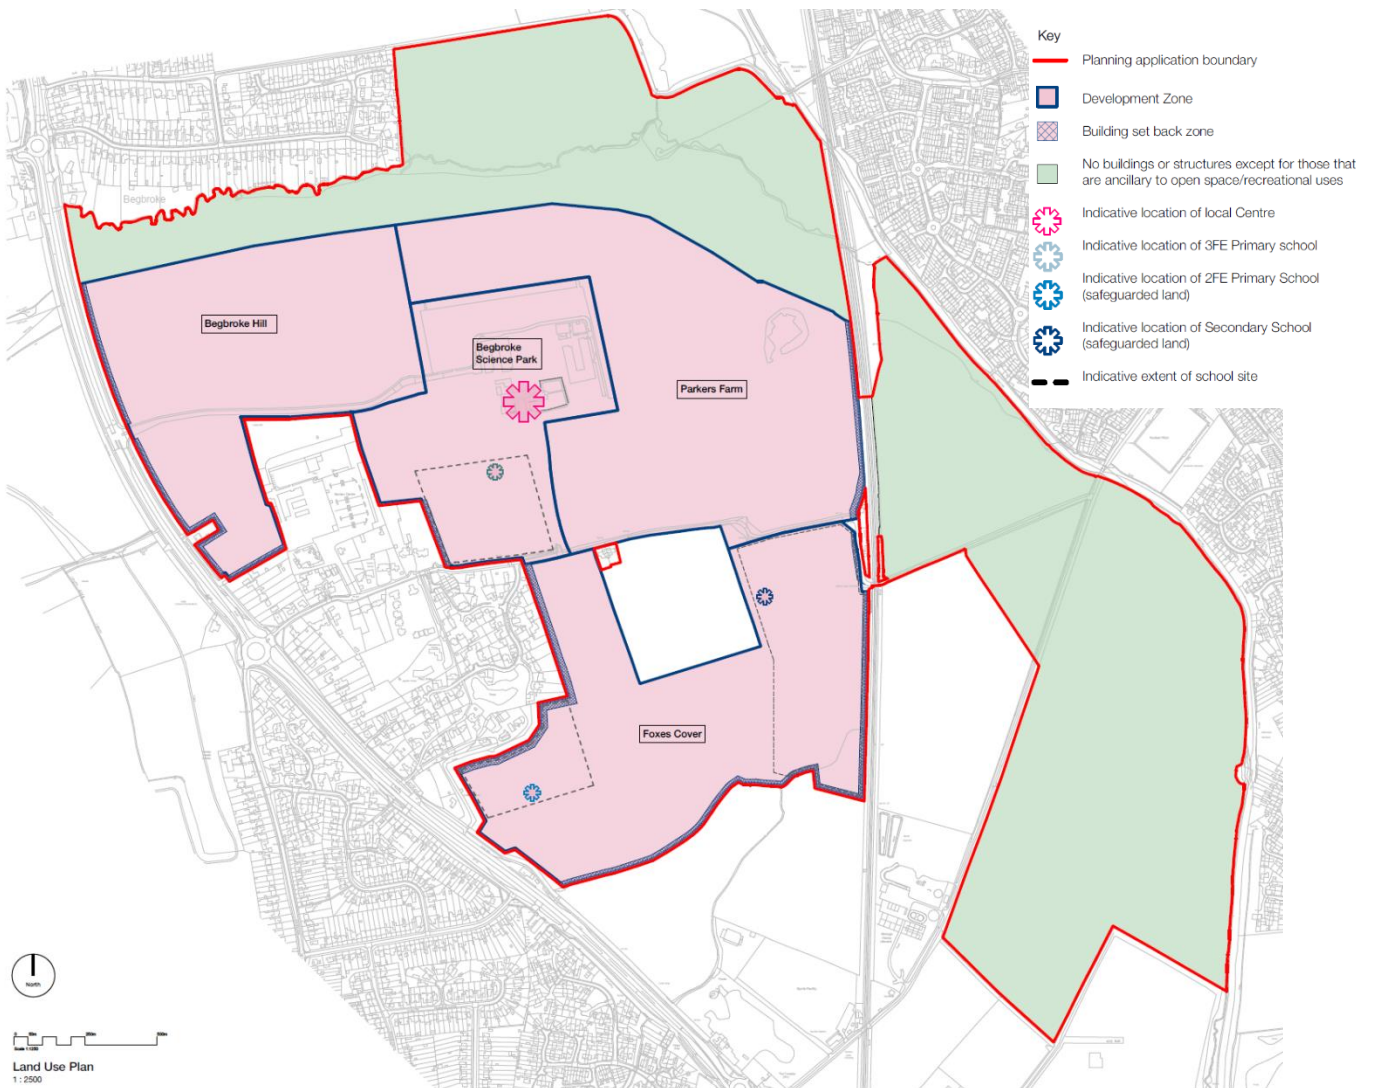 Key
Planning application boundary
Development Zone
Building set back zone
No buildings or structures except for those that
are ancillary to open space/recreational uses
Indicative location of local Centre
Indicative location of 3FE Primary school
Indicative location of 2FE Primary School
(safeguarded land)
Indicative location of Secondary School
(safeguarded land)
Indicative extent of school site
Begbroke
Begbroke Hill
Begbroke
Science Park
Parkers Farm
Foxes Cover
North
Land Use Plan
1 : 2500